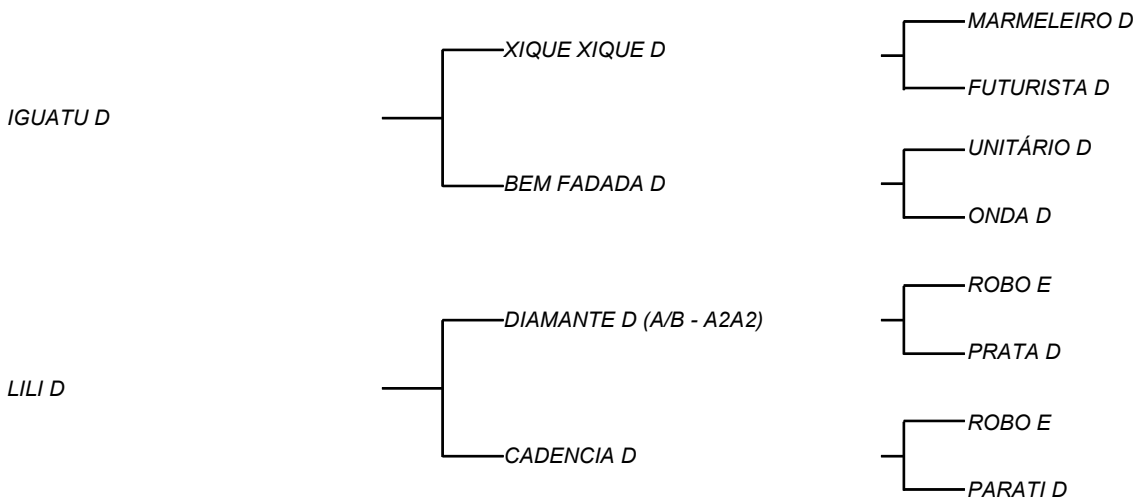 MARMELEIRO D
XIQUE XIQUE D
FUTURISTA D
IGUATU D
UNITÁRIO D
BEM FADADA D
ONDA D
ROBO E
DIAMANTE D (A/B - A2A2)
PRATA D
LILI D
ROBO E
CADENCIA D
PARATI D